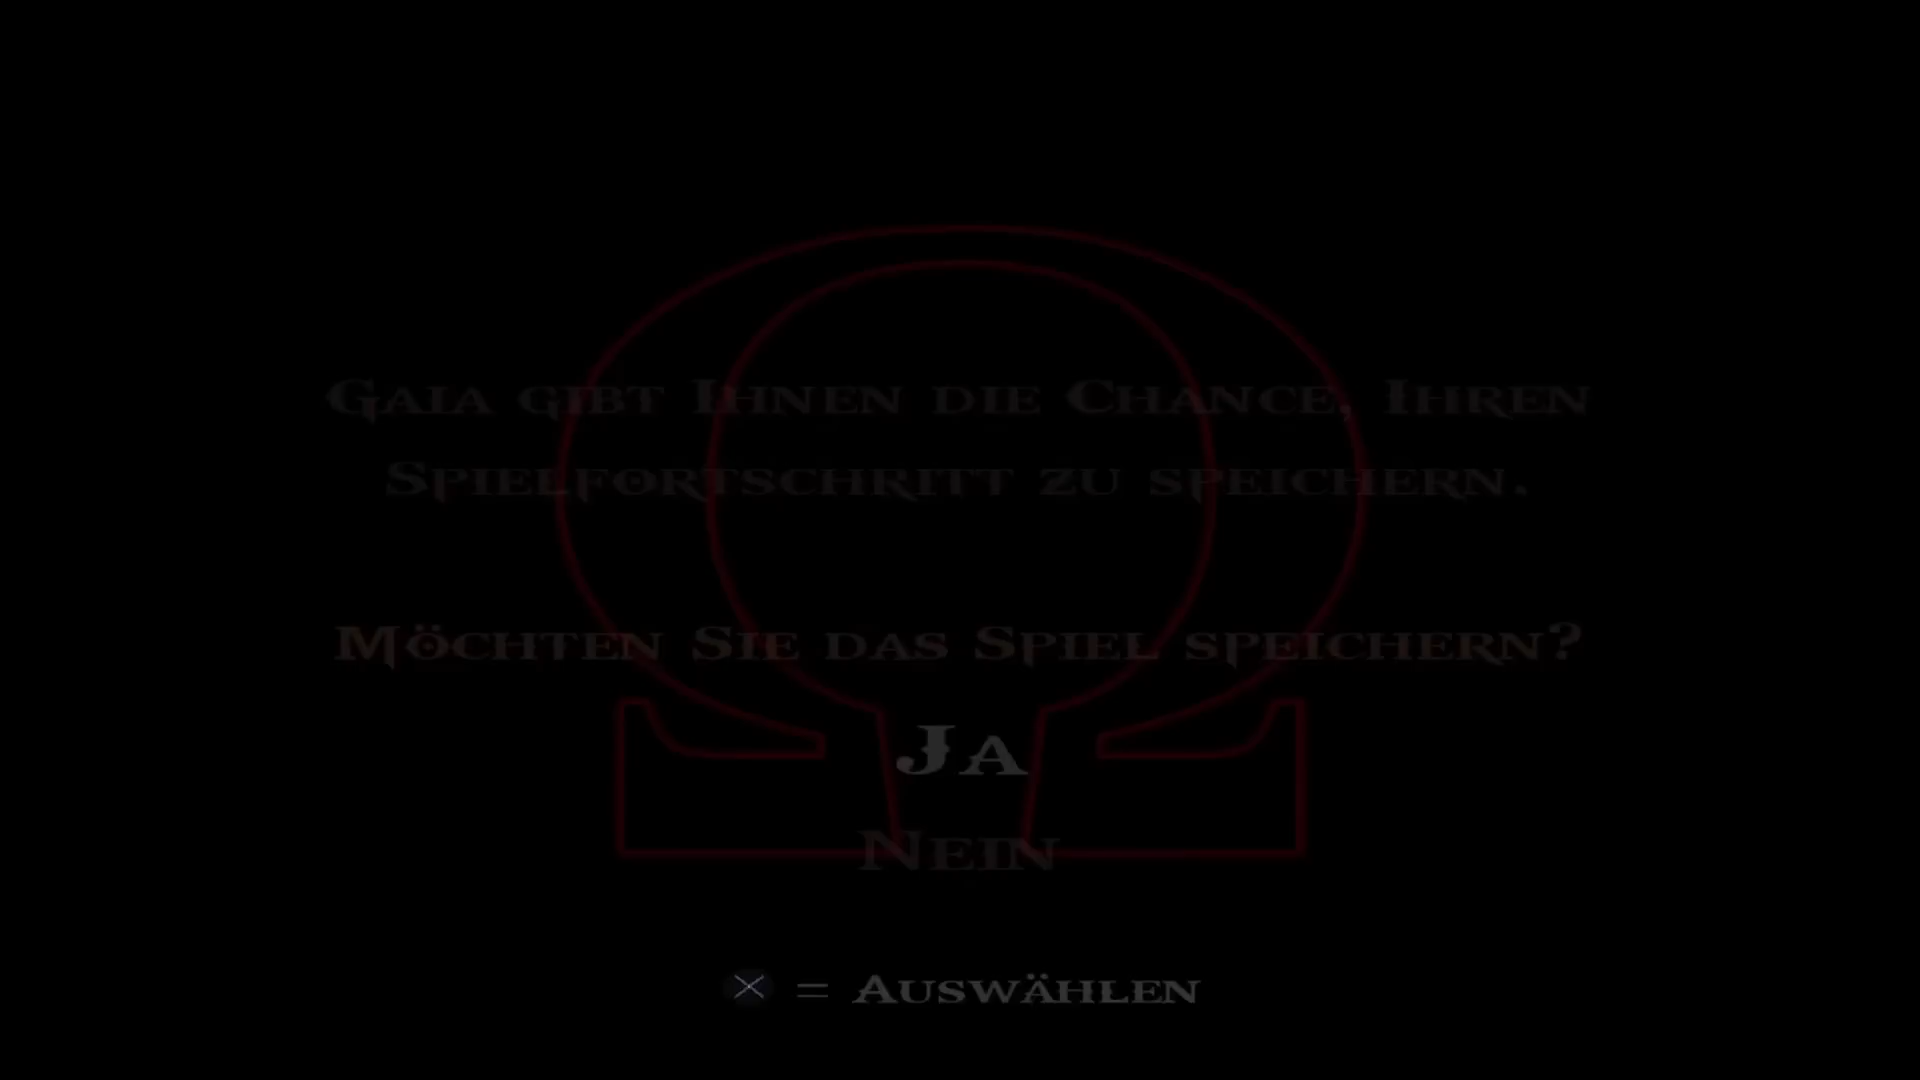 Gaia gibt Ihnen die Chance, Ihren
Spielfortschritt zu speichern.
Möchten Sie das Spiel speichern?
Ja
Nein
= Auswählen